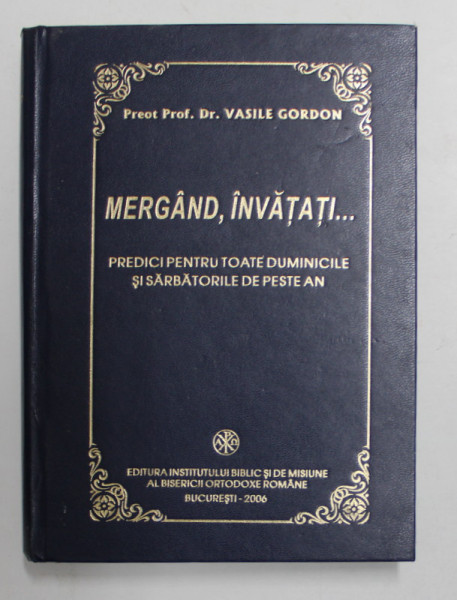 Preot Prof. Dr. VASILE GORDON
MERGÂND, ÎNVĂȚAȚI...
PREDICI PENTRU TOATE DUMINICILE
ȘI SĂRBĂTORILE DE PESTE AN
EDITURA INSTITUTULUI BIBLIC ȘI DE MISIUNE
AL BISERICII ORTODOXE ROMÂNE
BUCUREȘTI - 2006